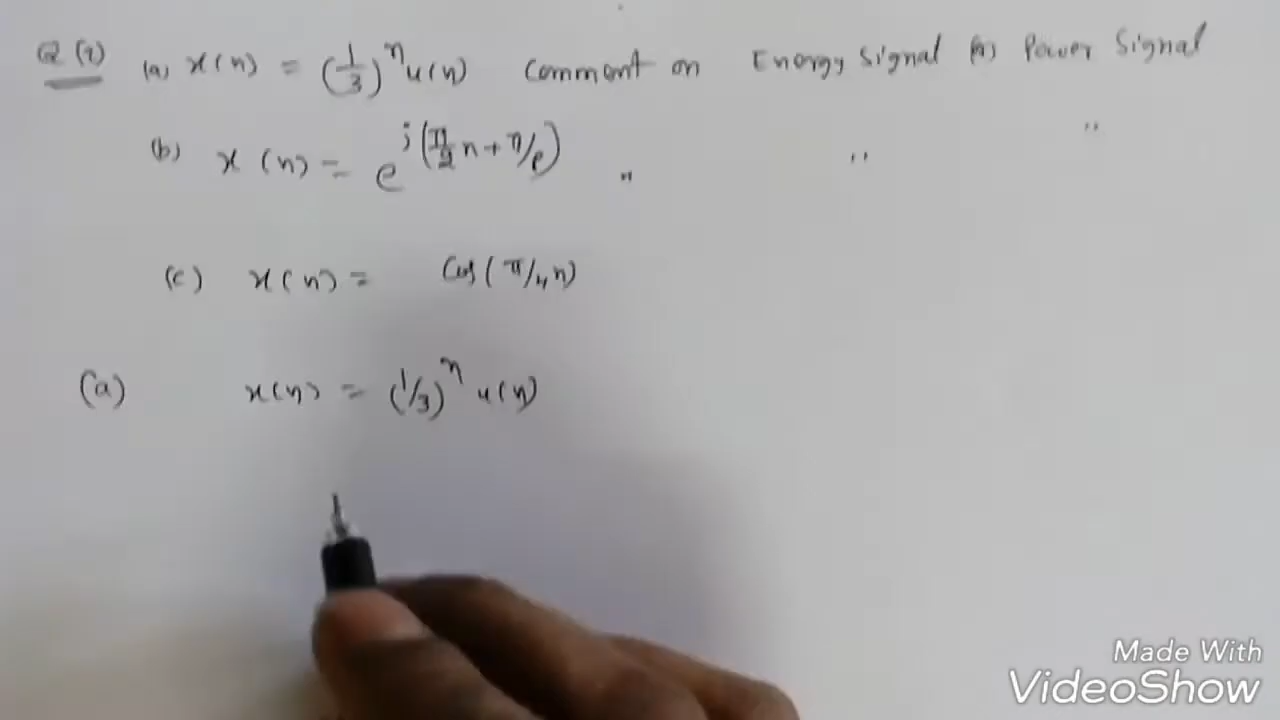 Q (1) (a) x(n) = (1/3)^n u(n) Comment on Energy Signal (or) Power Signal
(b) x(n) = e^j(π/2 n + π/8) " " "
(c) x(n) = Cos(π/4 n)
(a) x(n) = (1/3)^n u(n)
Made With
VideoShow